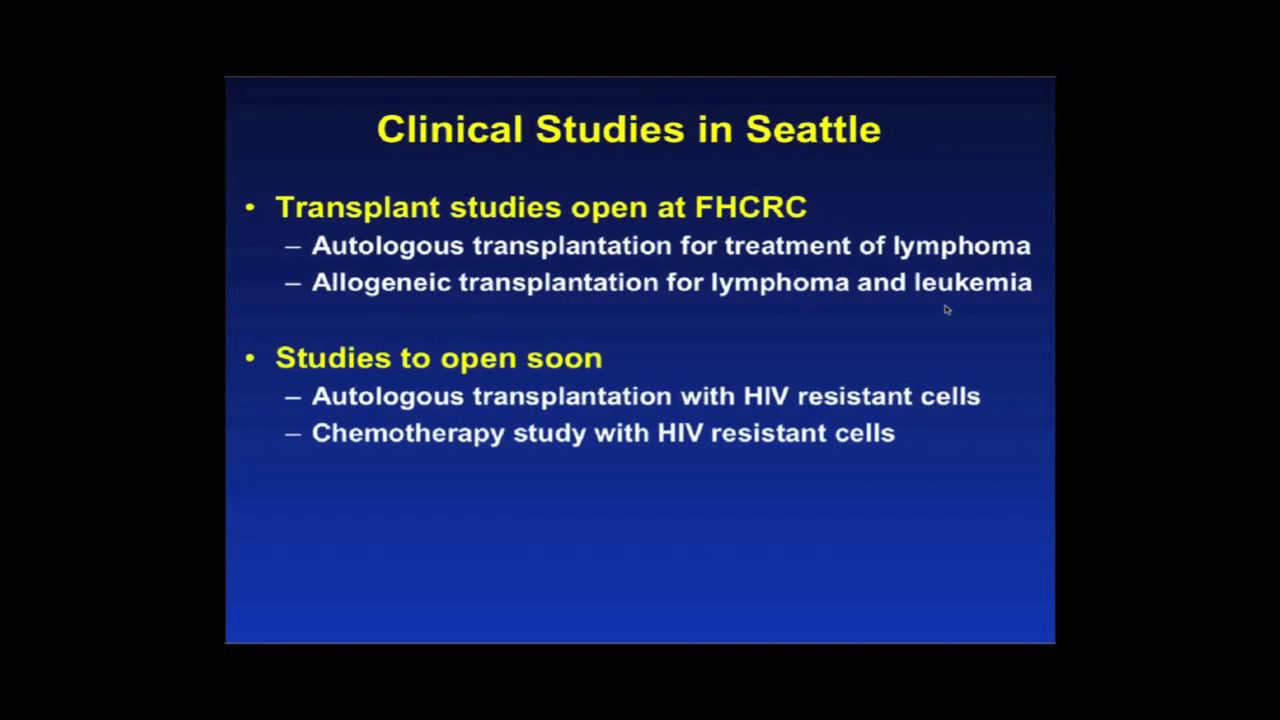 Clinical Studies in Seattle
• Transplant studies open at FHCRC
– Autologous transplantation for treatment of lymphoma
– Allogeneic transplantation for lymphoma and leukemia
• Studies to open soon
– Autologous transplantation with HIV resistant cells
– Chemotherapy study with HIV resistant cells